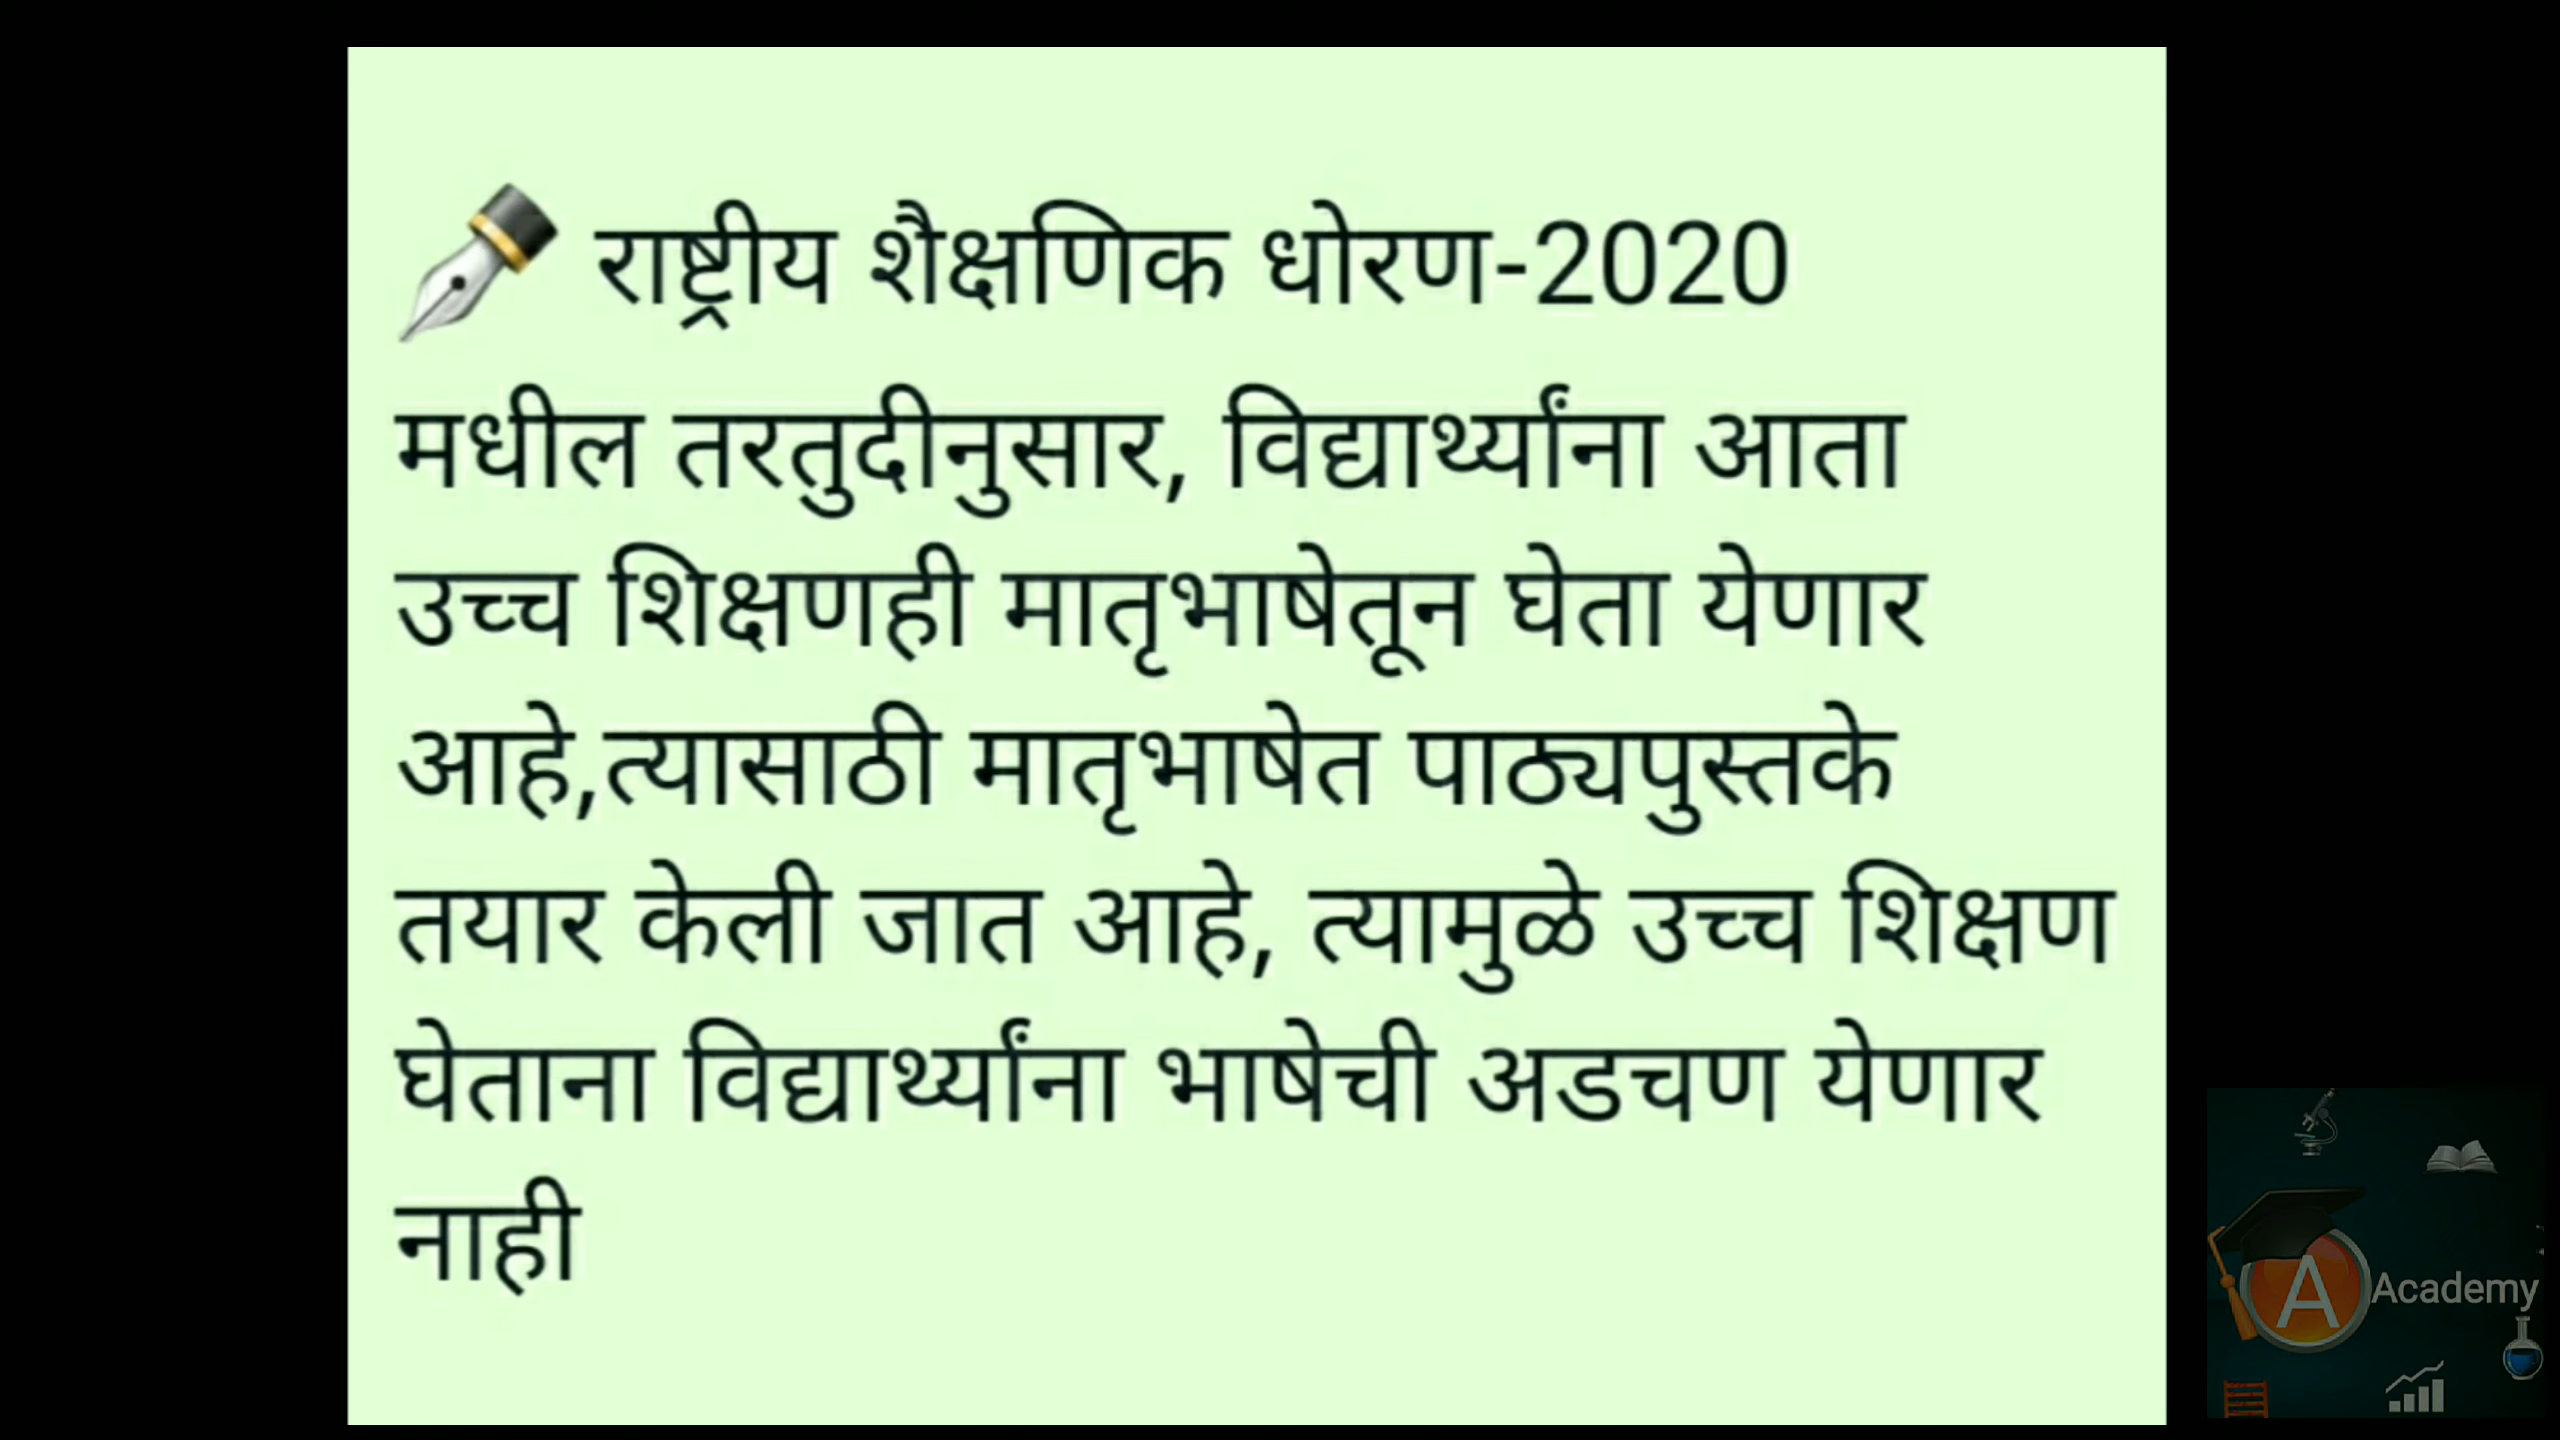 राष्ट्रीय शैक्षणिक धोरण-2020
मधील तरतुदीनुसार, विद्यार्थ्यांना आता
उच्च शिक्षणही मातृभाषेतून घेता येणार
आहे,त्यासाठी मातृभाषेत पाठ्यपुस्तके
तयार केली जात आहे, त्यामुळे उच्च शिक्षण
घेताना विद्यार्थ्यांना भाषेची अडचण येणार
नाही
A Academy